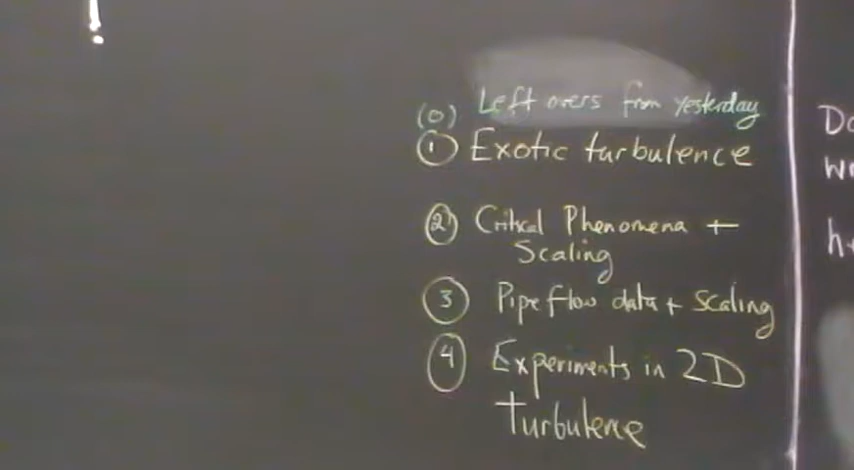 (0) Left overs from yesterday
1 Exotic turbulence
2 Critical Phenomena +
Scaling
3 Pipe flow data + Scaling
4 Experiments in 2D
turbulene